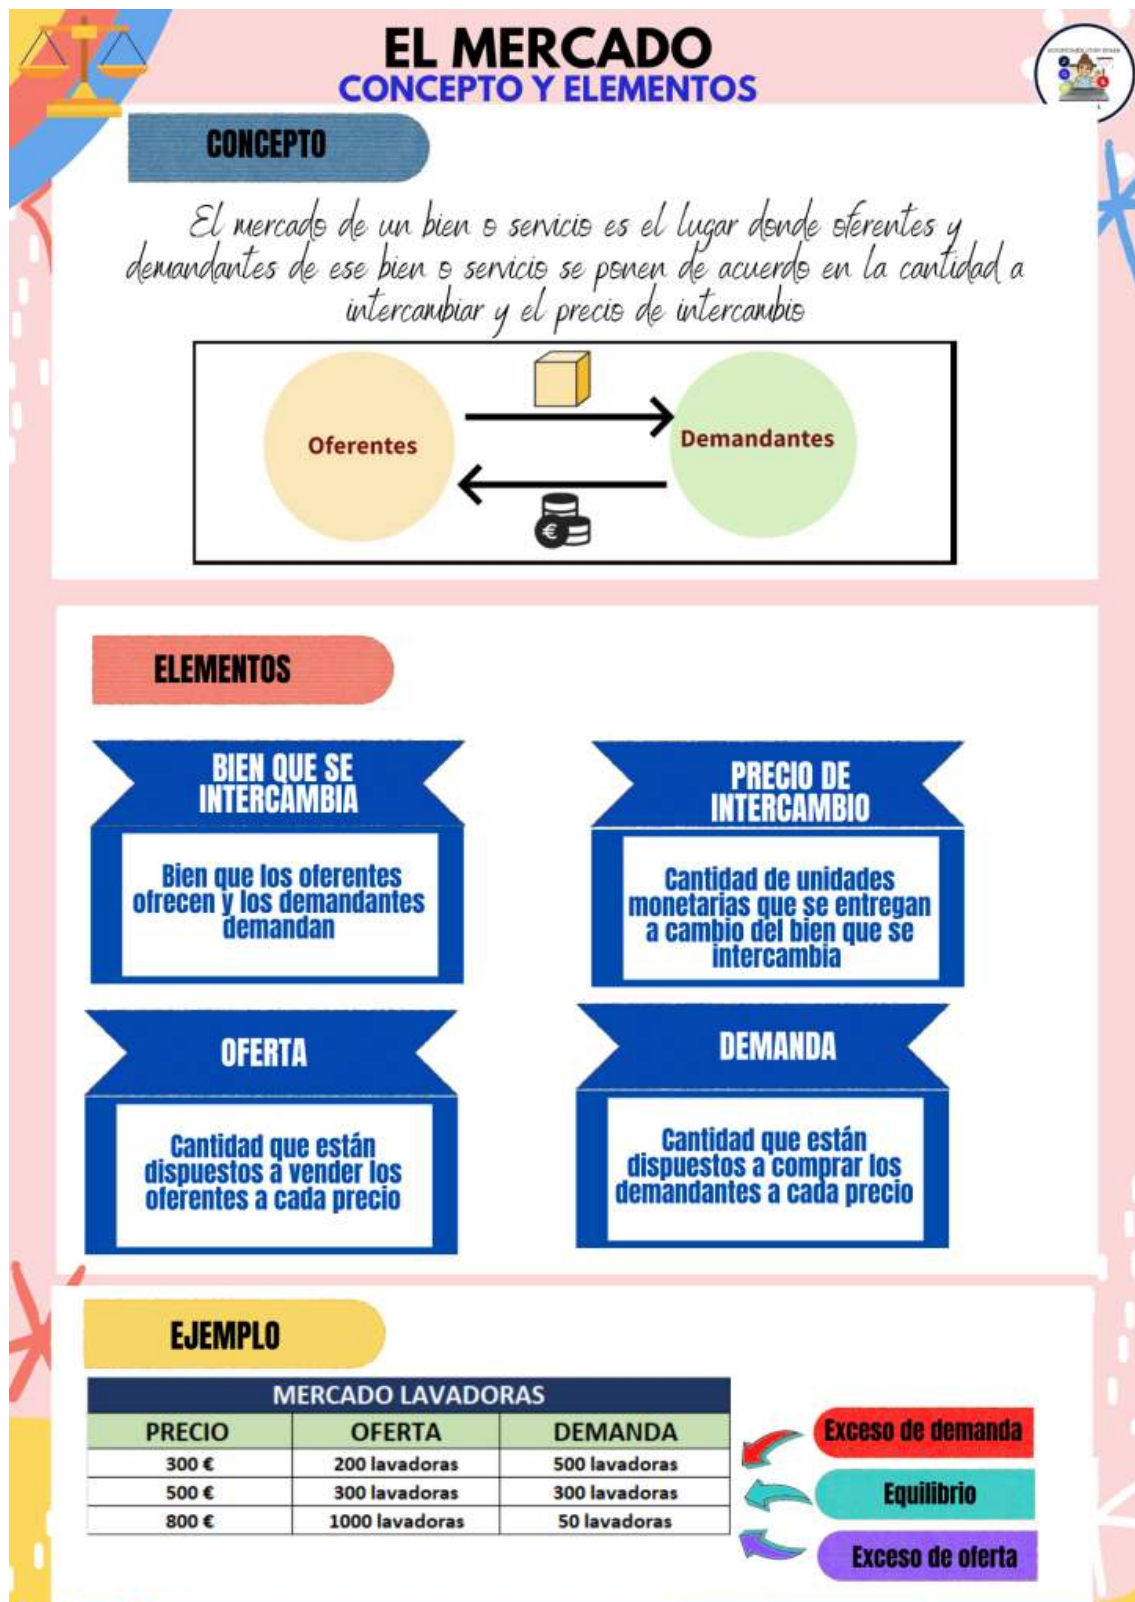 EL MERCADO
CONCEPTO Y ELEMENTOS
CONCEPTO
El mercado de un bien o servicio es el lugar donde oferentes y
demandantes de ese bien o servicio se ponen de acuerdo en la cantidad a
intercambiar y el precio de intercambio
Oferentes
Demandantes
€
ELEMENTOS
BIEN QUE SE
INTERCAMBIA
Bien que los oferentes
ofrecen y los demandantes
demandan
PRECIO DE
INTERCAMBIO
Cantidad de unidades
monetarias que se entregan
a cambio del bien que se
intercambia
OFERTA
Cantidad que están
dispuestos a vender los
oferentes a cada precio
DEMANDA
Cantidad que están
dispuestos a comprar los
demandantes a cada precio
EJEMPLO
MERCADO LAVADORAS
PRECIO OFERTA DEMANDA
300 € 200 lavadoras 500 lavadoras
500 € 300 lavadoras 300 lavadoras
800 € 1000 lavadoras 50 lavadoras
Exceso de demanda
Equilibrio
Exceso de oferta